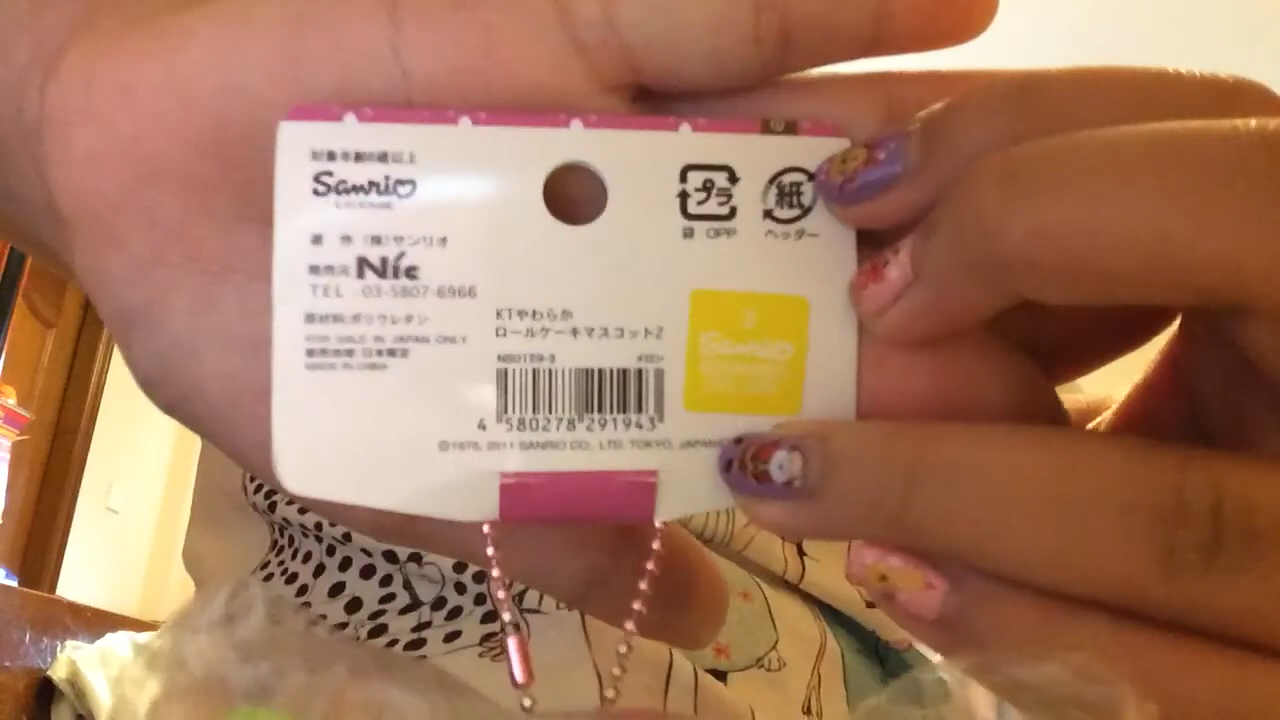 対象年齢6歳以上
Sanrio
LICENSE
プラ
紙
袋 OPP
ヘッダー
著 作 (株)サンリオ
発売元 Nic
TEL 03-5807-6966
原材料:ポリウレタン
FOR SALE IN JAPAN ONLY
販売地域:日本限定
MADE IN CHINA
KTやわらか
ロールケーキマスコット2
Sanrio
4 580278 291943
©1976, 2011 SANRIO CO., LTD. TOKYO, JAPAN